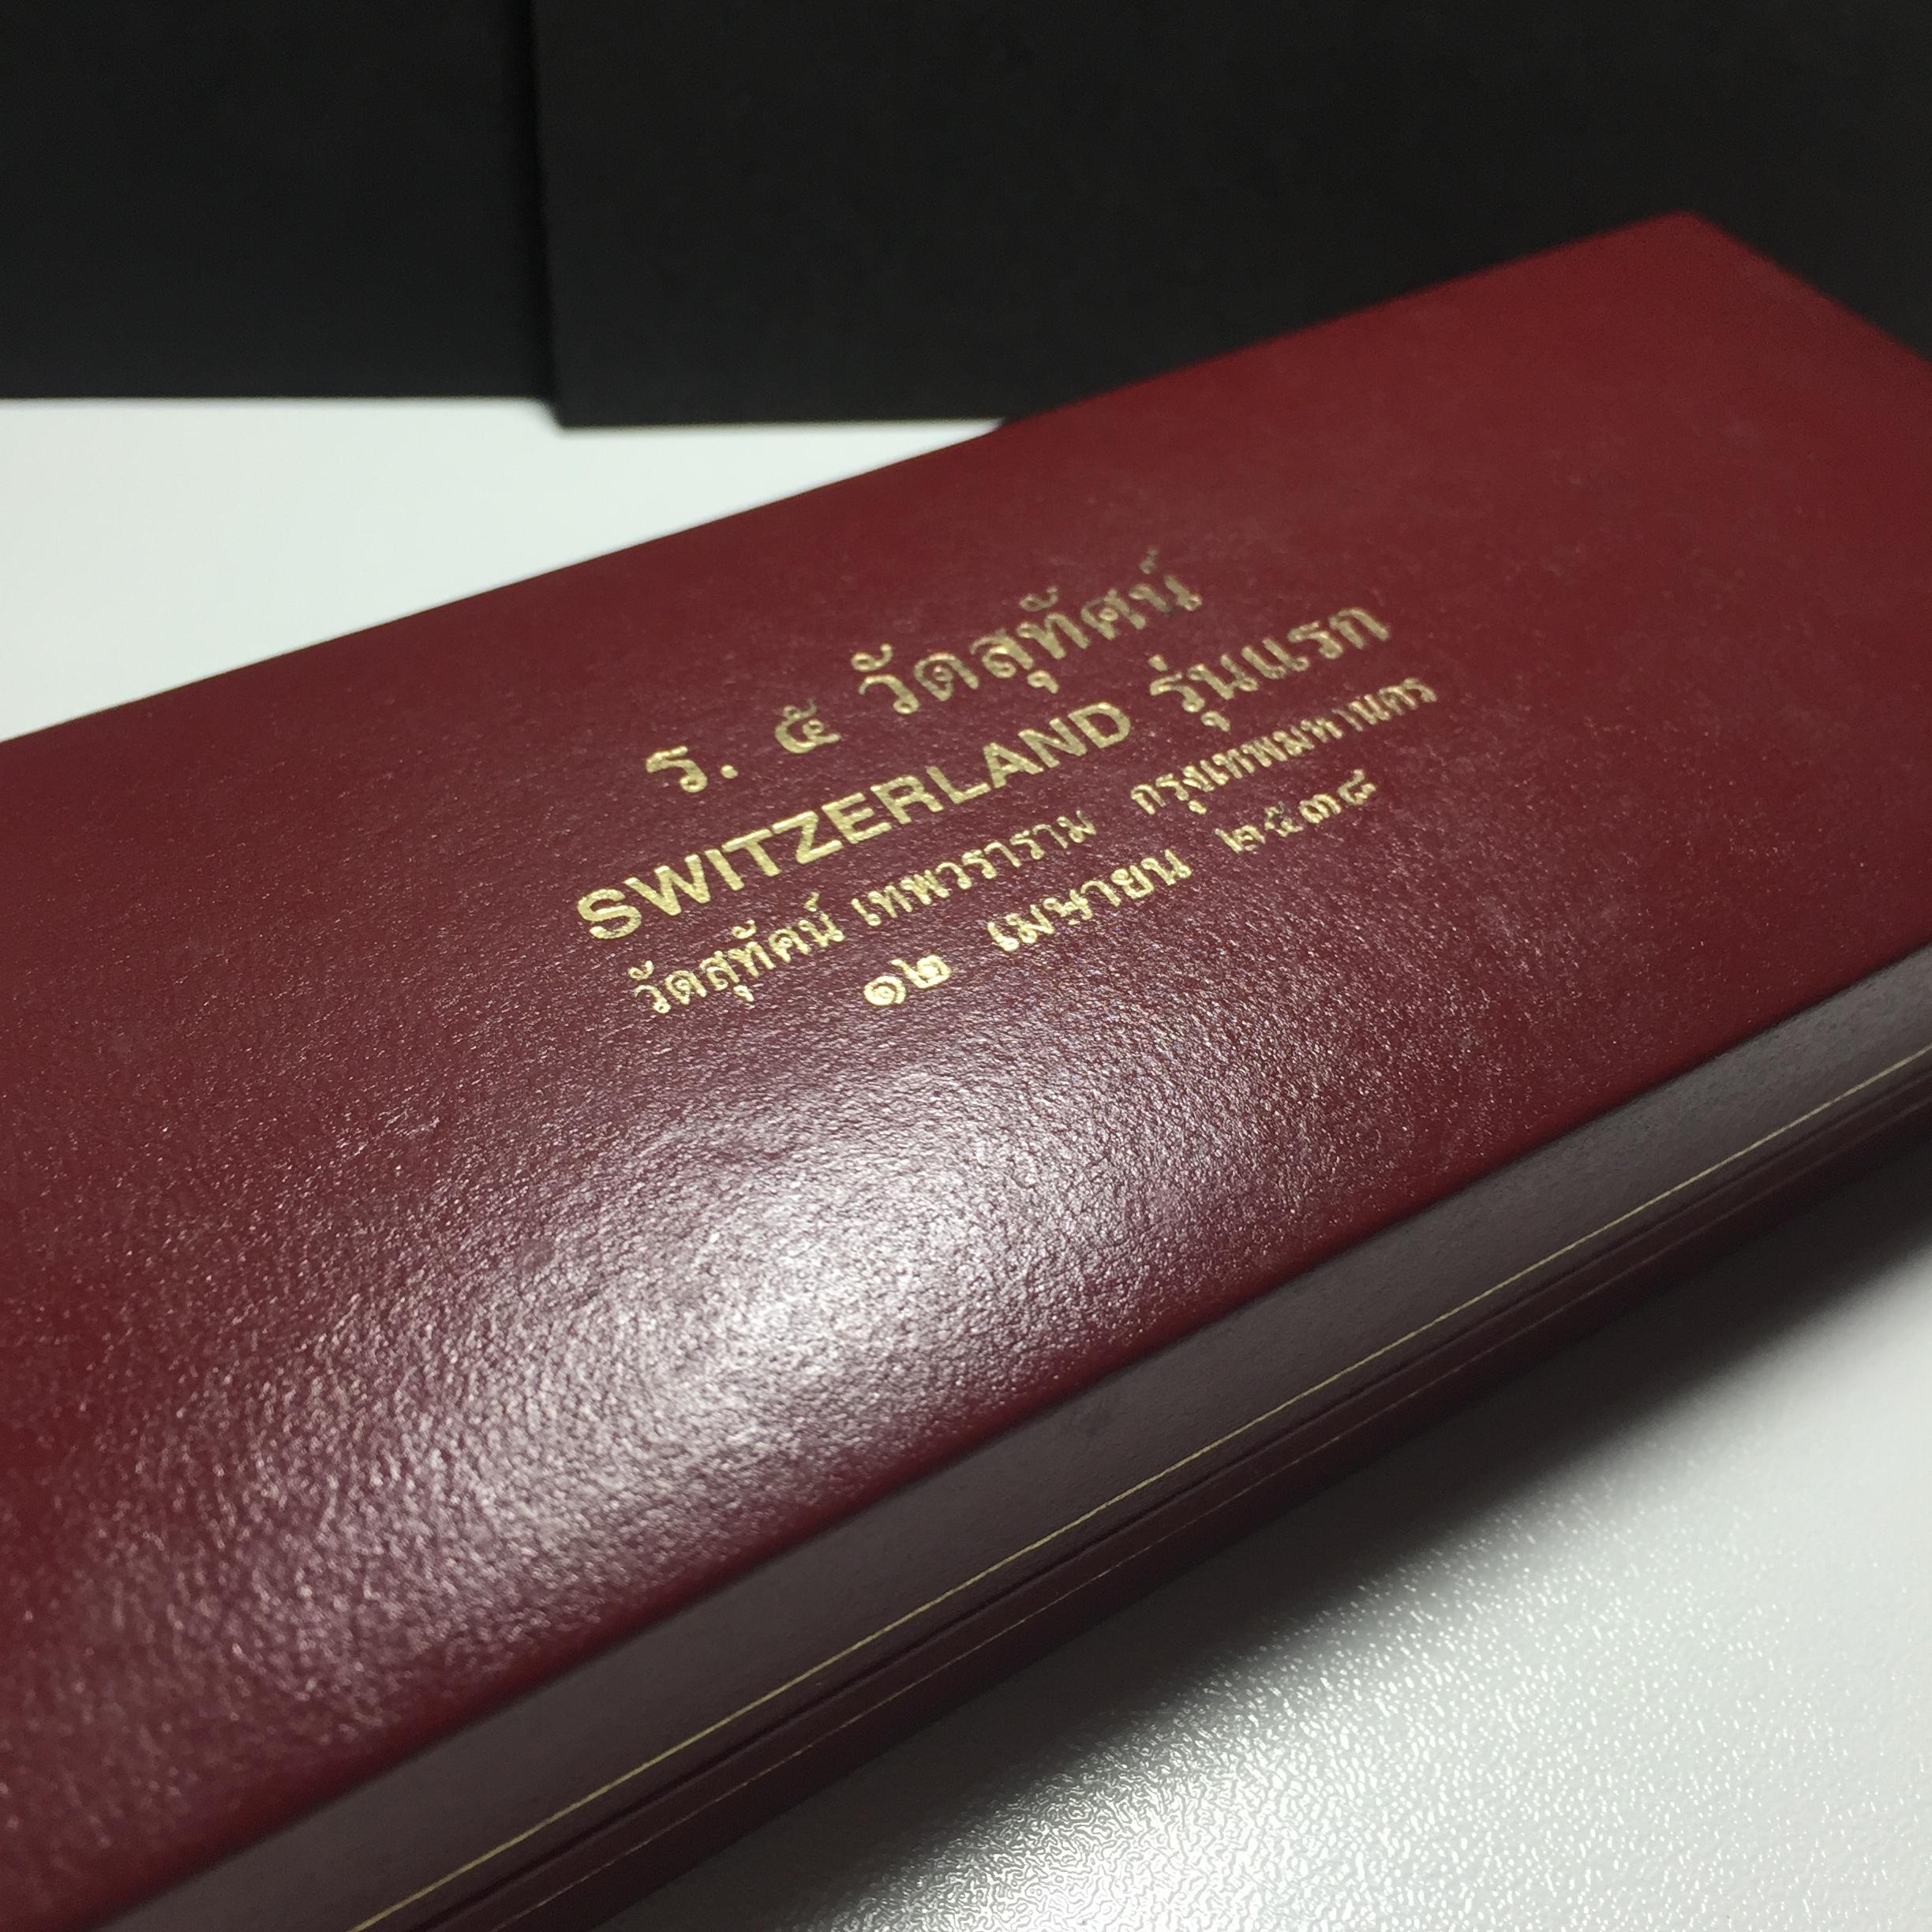 ร. ๕ วัดสุทัศน์
SWITZERLAND รุ่นแรก
วัดสุทัศน์ เทพวราราม กรุงเทพมหานคร
๑๒ เมษายน ๒๕๓๘